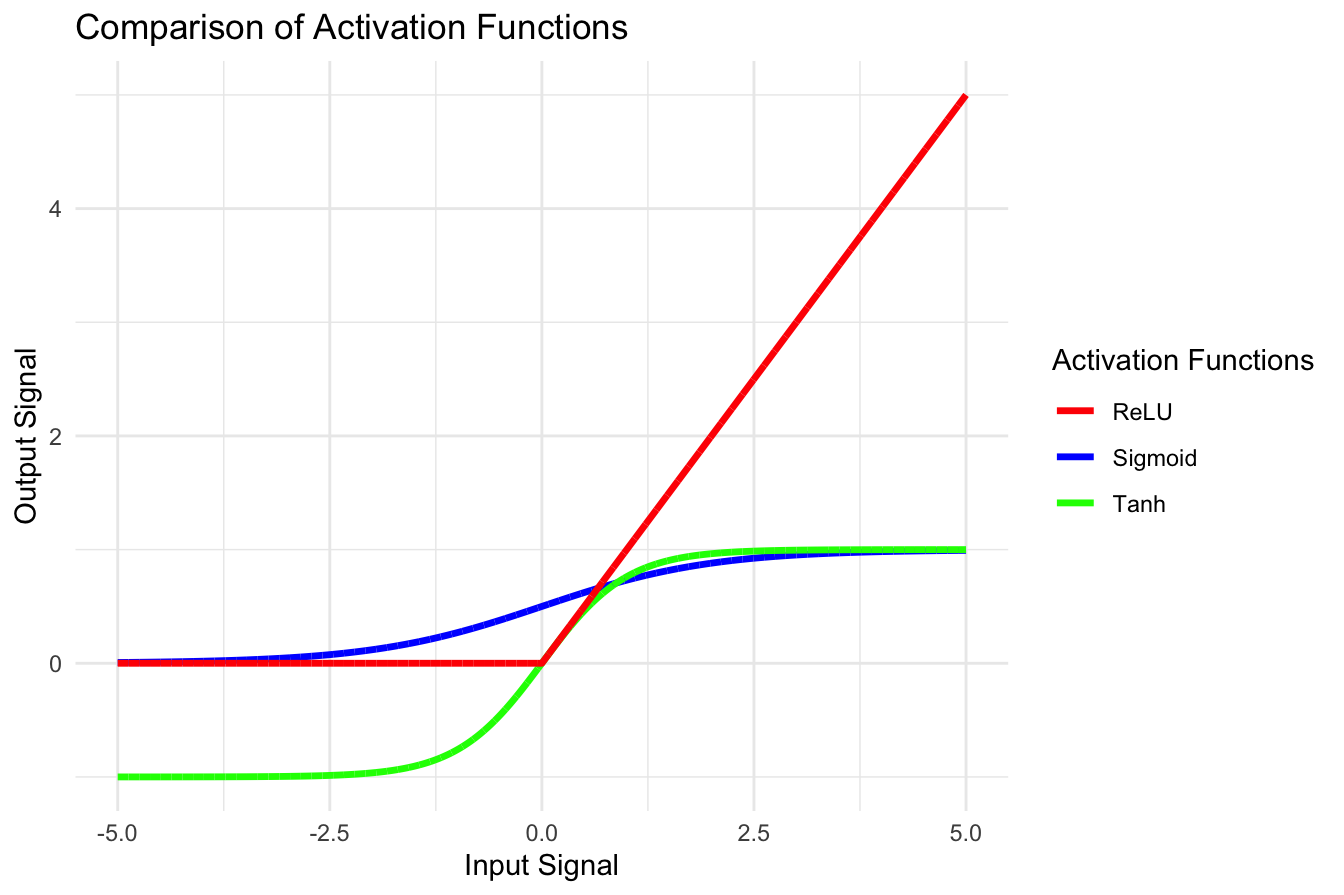 Comparison of Activation Functions
4
2
0
Output Signal
-5.0 -2.5 0.0 2.5 5.0
Input Signal
Activation Functions
ReLU
Sigmoid
Tanh